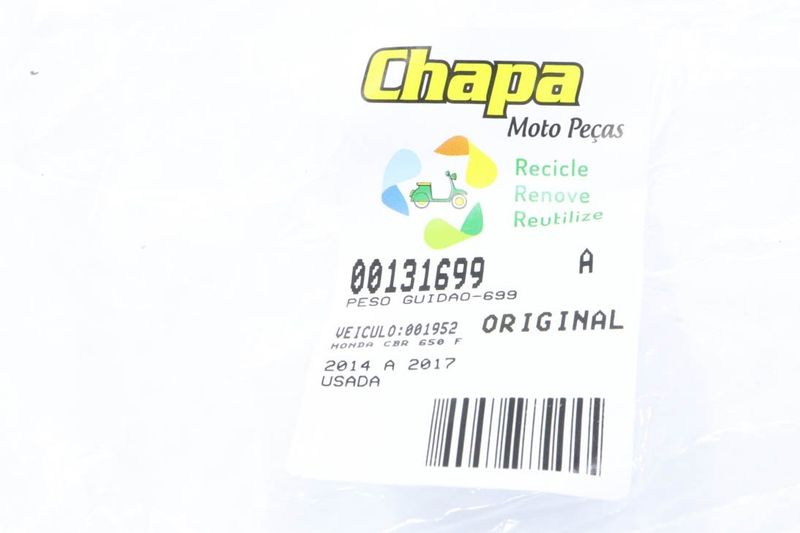 Chapa
Moto Peças
Recicle
Renove
Reutilize
00131699 A
PESO GUIDAO-699
VEICULO:001952 ORIGINAL
HONDA CBR 650 F
2014 A 2017
USADA